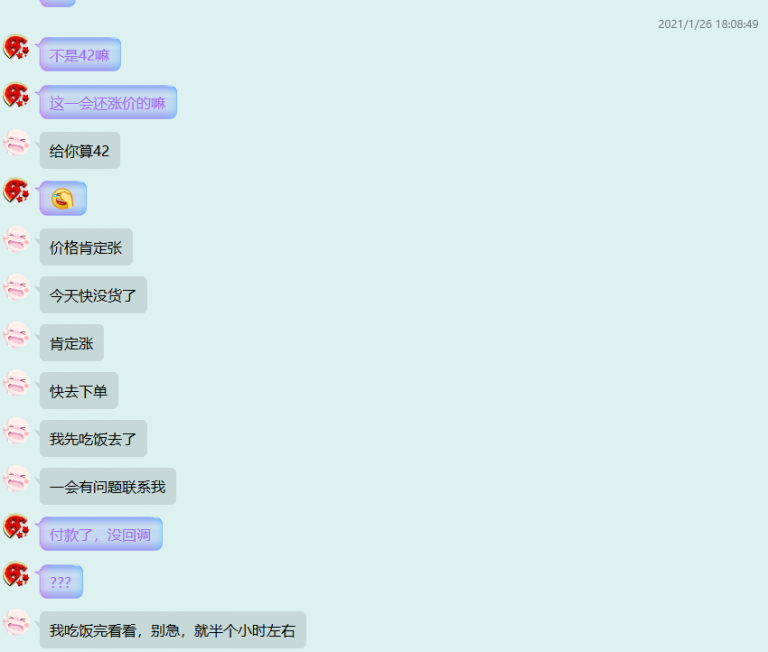 2021/1/26 18:08:49
不是42嘛
这一会还涨价的嘛
给你算42
价格肯定张
今天快没货了
肯定涨
快去下单
我先吃饭去了
一会有问题联系我
付款了，没回调
???
我吃饭完看看，别急，就半个小时左右